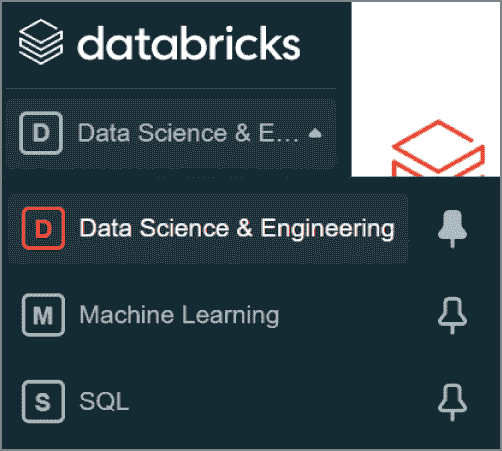 databricks
D Data Science & E...
D Data Science & Engineering
M Machine Learning
S SQL